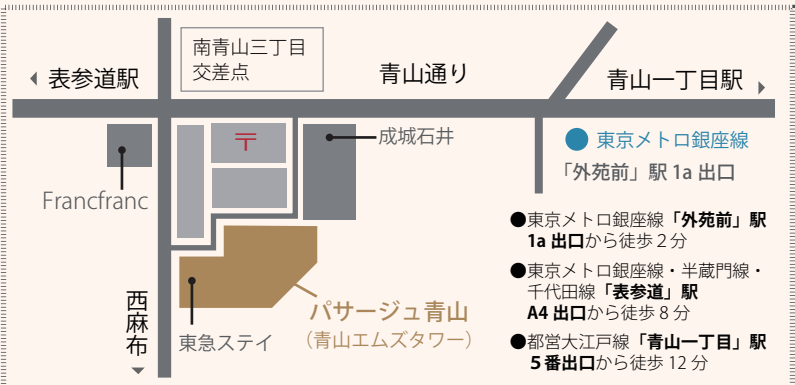 南青山三丁目
交差点
表参道駅
青山通り
青山一丁目駅
〒
成城石井
東京メトロ銀座線
「外苑前」駅 1a 出口
Francfranc
●東京メトロ銀座線「外苑前」駅
1a 出口から徒歩２分
●東京メトロ銀座線・半蔵門線・
千代田線「表参道」駅
A4 出口から徒歩 8 分
●都営大江戸線「青山一丁目」駅
５番出口から徒歩 12 分
西麻布
東急ステイ
パサージュ青山
（青山エムズタワー）